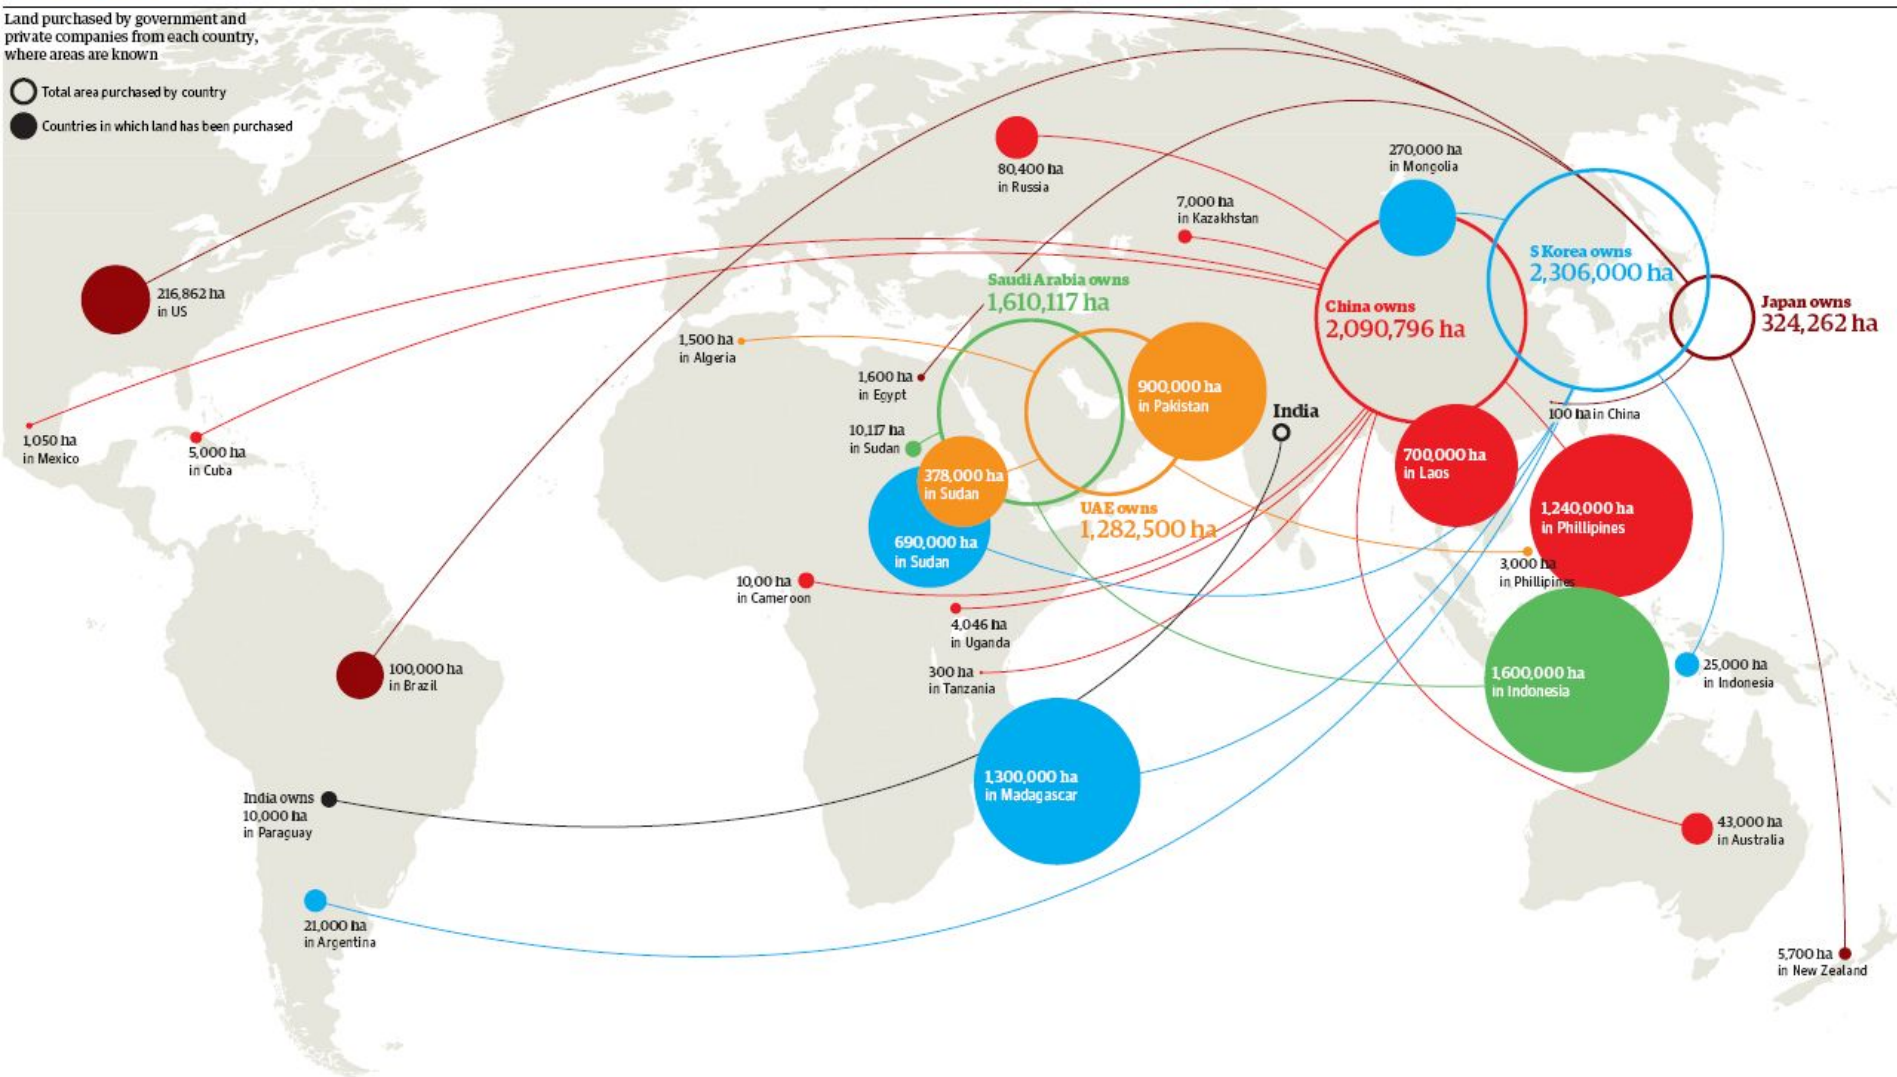 Land purchased by government and
private companies from each country,
where areas are known
Total area purchased by country
Countries in which land has been purchased
80,400 ha
in Russia
270,000 ha
in Mongolia
7,000 ha
in Kazakhstan
S Korea owns
2,306,000 ha
216,862 ha
in US
Saudi Arabia owns
1,610,117 ha
China owns
2,090,796 ha
Japan owns
324,262 ha
1,500 ha
in Algeria
1,600 ha
in Egypt
900,000 ha
in Pakistan
India
100 ha in China
1,050 ha
in Mexico
5,000 ha
in Cuba
10,117 ha
in Sudan
378,000 ha
in Sudan
700,000 ha
in Laos
UAE owns
1,282,500 ha
1,240,000 ha
in Phillipines
690,000 ha
in Sudan
3,000 ha
in Phillipines
10,00 ha
in Cameroon
4,046 ha
in Uganda
300 ha
in Tanzania
100,000 ha
in Brazil
1,600,000 ha
in Indonesia
25,000 ha
in Indonesia
1,300,000 ha
in Madagascar
India owns
10,000 ha
in Paraguay
43,000 ha
in Australia
21,000 ha
in Argentina
5,700 ha
in New Zealand